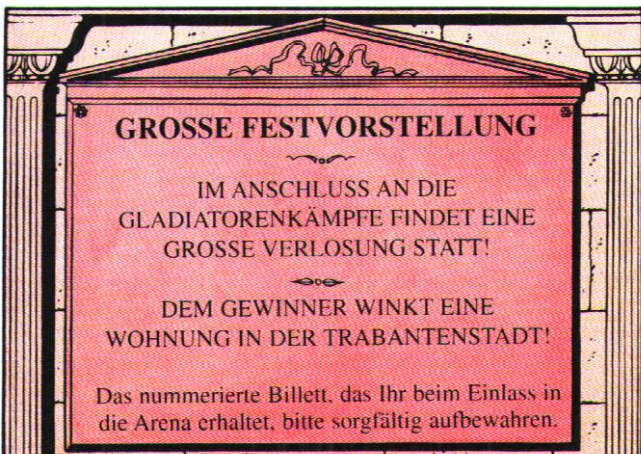 GROSSE FESTVORSTELLUNG
IM ANSCHLUSS AN DIE
GLADIATORENKÄMPFE FINDET EINE
GROSSE VERLOSUNG STATT!
DEM GEWINNER WINKT EINE
WOHNUNG IN DER TRABANTENSTADT!
Das nummerierte Billett, das Ihr beim Einlass in
die Arena erhaltet, bitte sorgfältig aufbewahren.